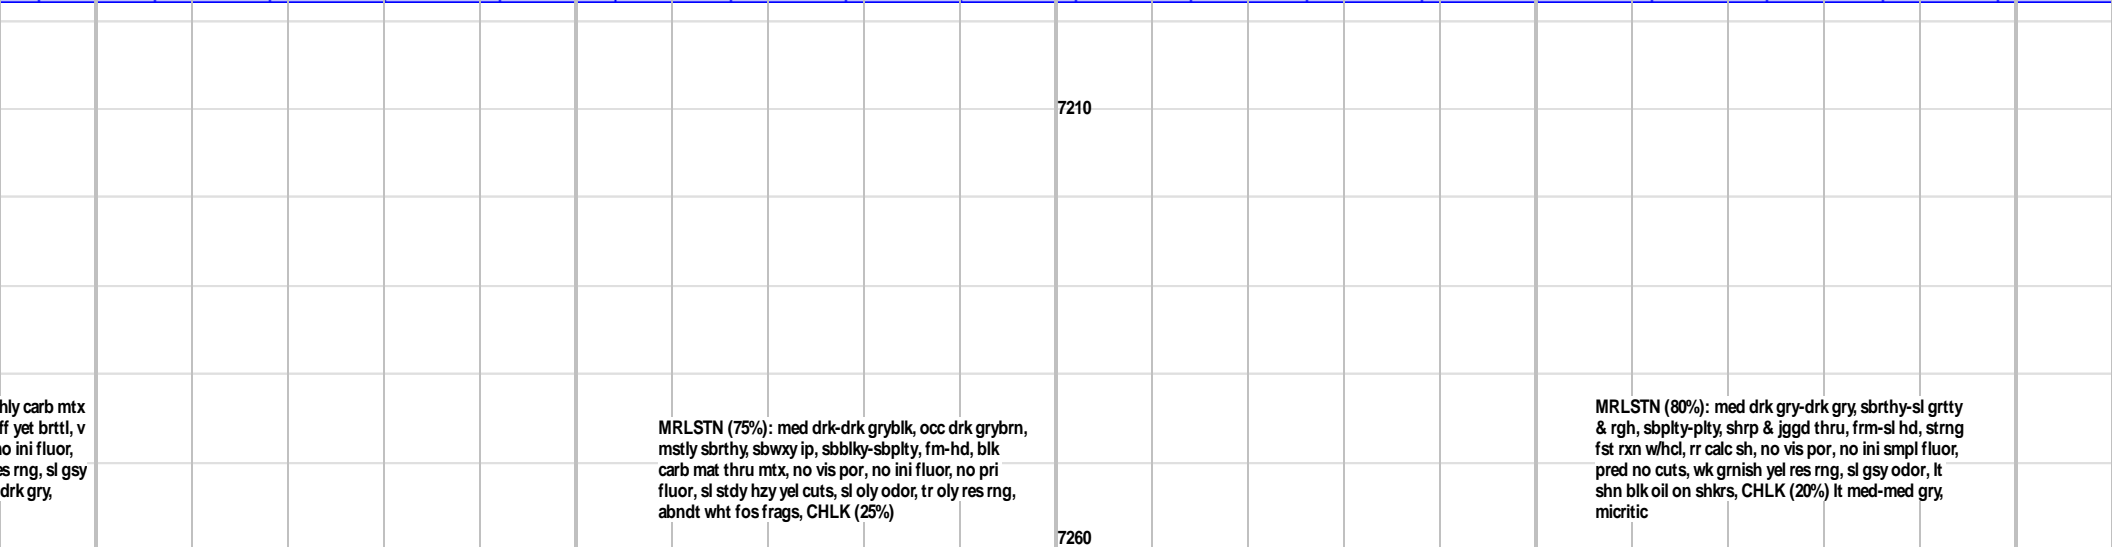 7210
hly carb mtx
ff yet brttl, v
no ini fluor,
es rng, sl gsy
drk gry,
MRLSTN (75%): med drk-drk gryblk, occ drk grybrn,
mstly sbrthy, sbwxy ip, sbblky-sbplty, fm-hd, blk
carb mat thru mtx, no vis por, no ini fluor, no pri
fluor, sl stdy hzy yel cuts, sl oly odor, tr oly res rng,
abndt wht fos frags, CHLK (25%)
7260
MRLSTN (80%): med drk gry-drk gry, sbrthy-sl grtty
& rgh, sbplty-plty, shrp & jggd thru, frm-sl hd, strng
fst rxn w/hcl, rr calc sh, no vis por, no ini smpl fluor,
pred no cuts, wk grnish yel res rng, sl gsy odor, lt
shn blk oil on shkrs, CHLK (20%) lt med-med gry,
micritic